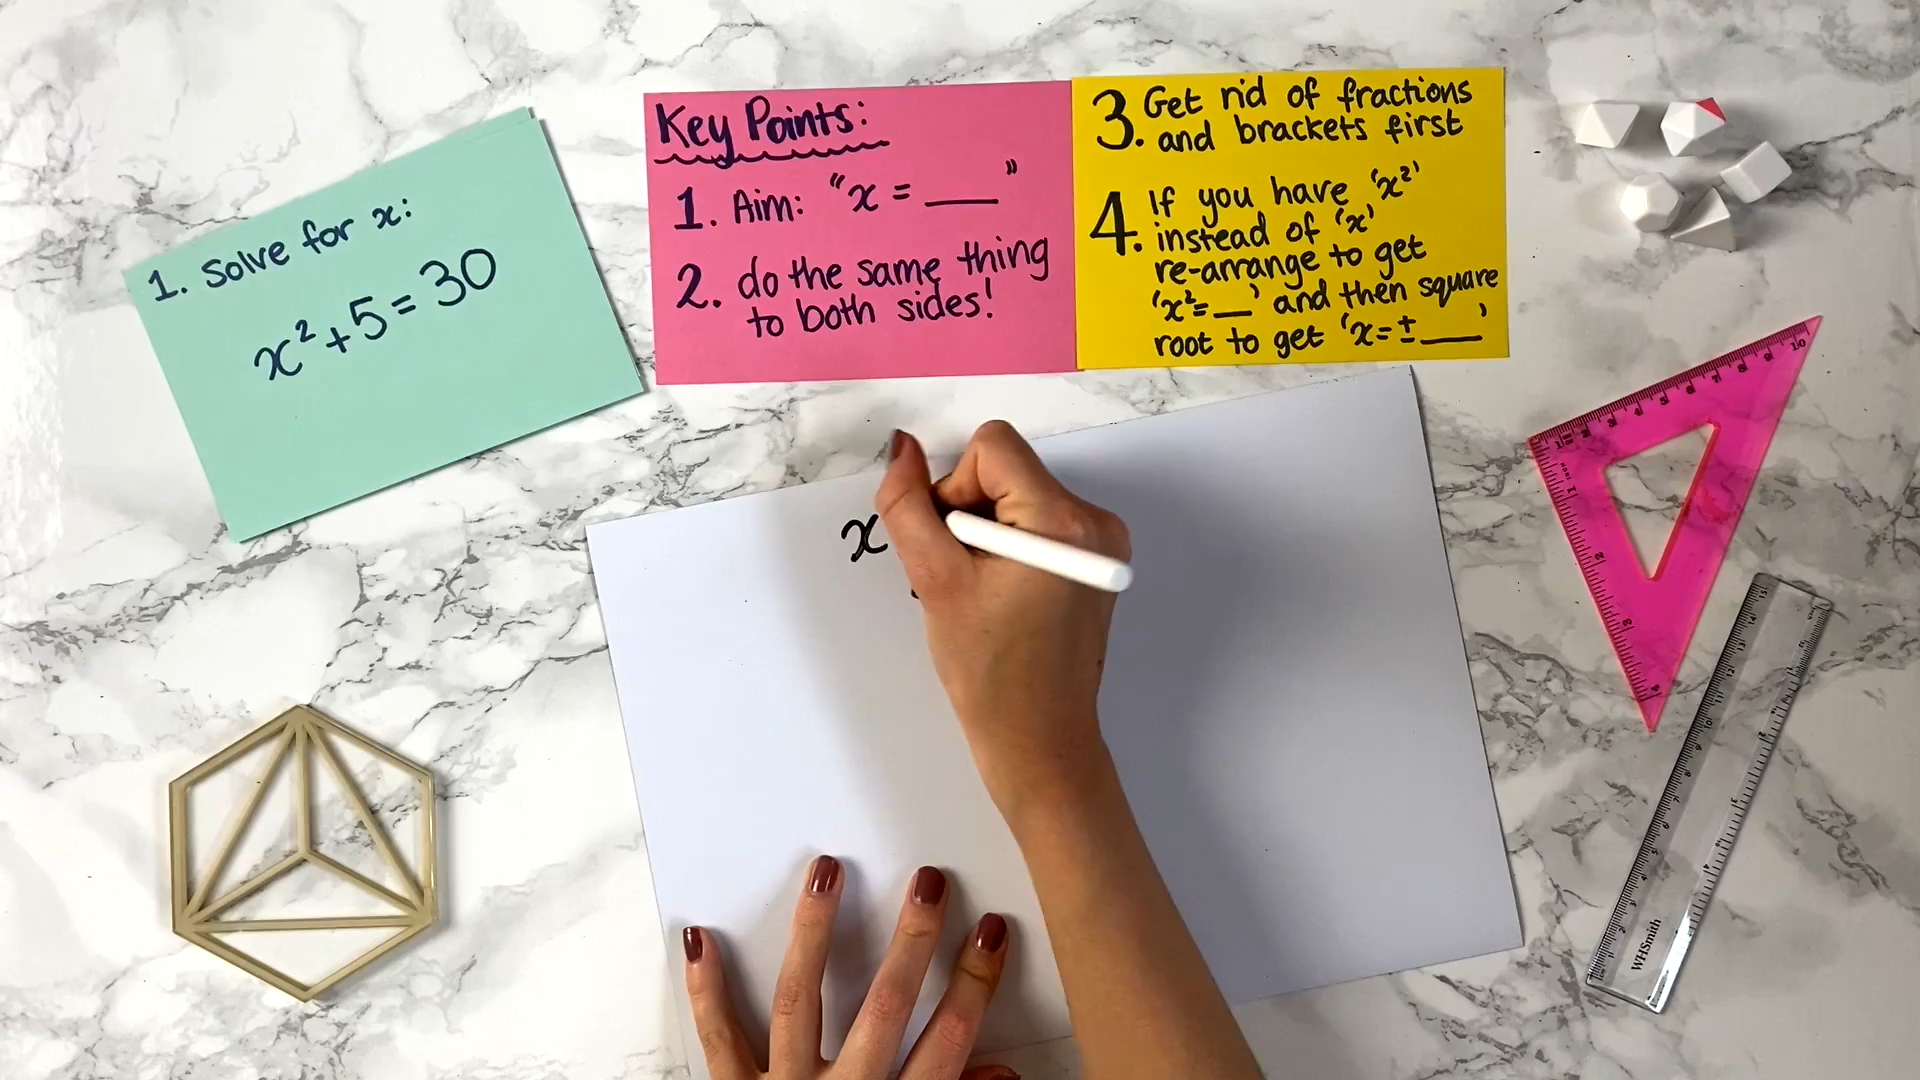 1. Solve for x:
x² + 5 = 30
Key Points:
1. Aim: "x = ___"
2. do the same thing
to both sides!
3. Get rid of fractions
and brackets first
4. If you have 'x²'
instead of 'x'
re-arrange to get
'x²=__' and then square
root to get 'x=±___'
x
WHSmith